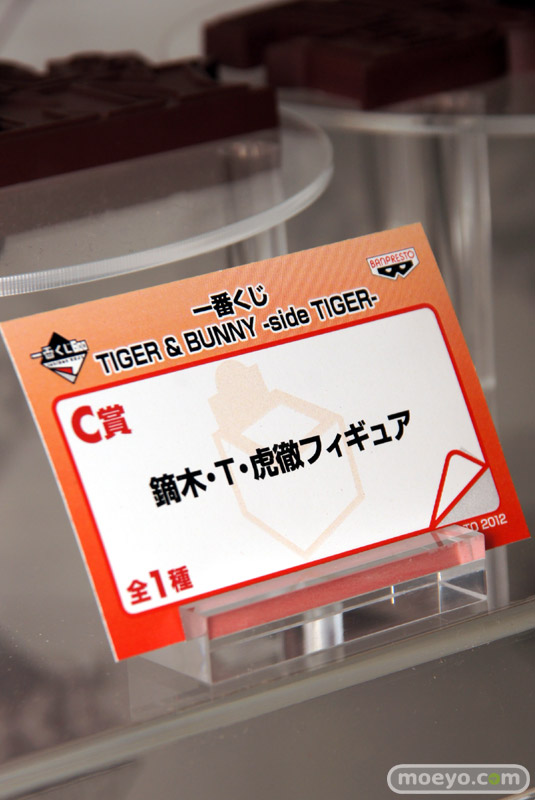 BANPRESTO
一番くじ
TIGER & BUNNY -side TIGER-
一番くじ
C賞
鏑木・T・虎徹フィギュア
全1種
2012
moeyo.com